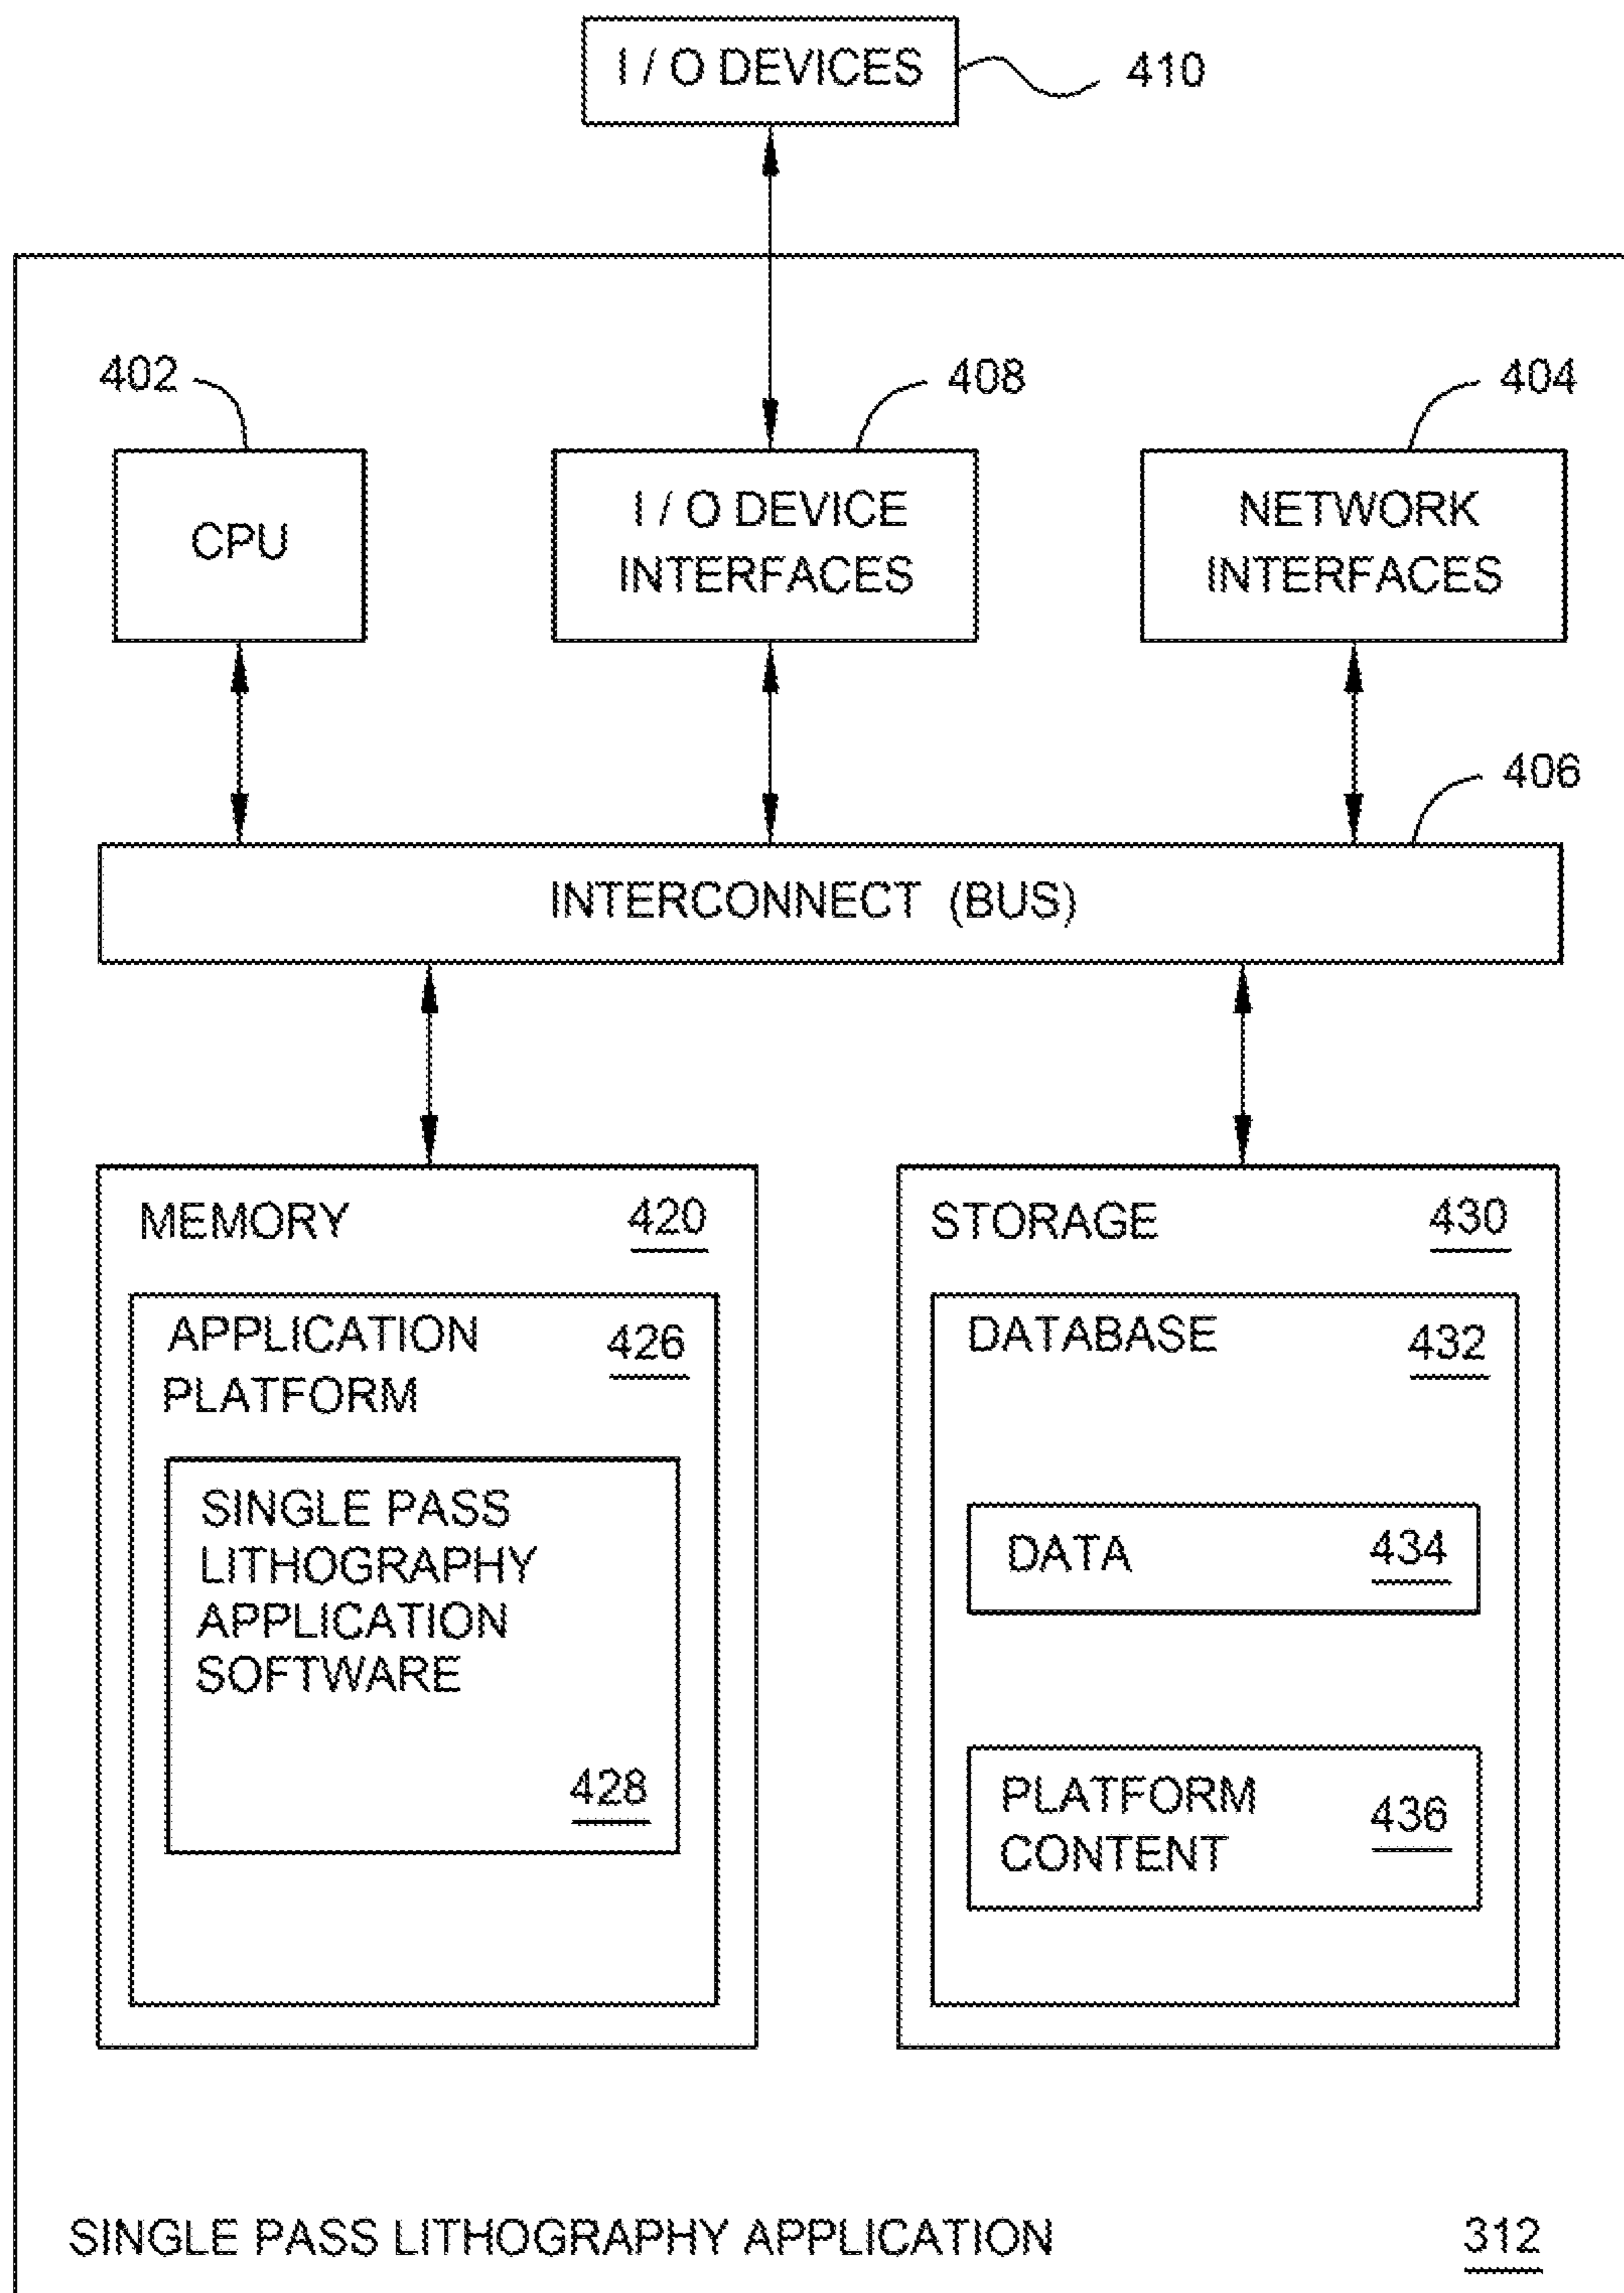 I / O DEVICES
410
402
408
404
CPU
I / O DEVICE
INTERFACES
NETWORK
INTERFACES
406
INTERCONNECT (BUS)
MEMORY 420
APPLICATION 426
PLATFORM
SINGLE PASS
LITHOGRAPHY
APPLICATION
SOFTWARE
428
STORAGE 430
DATABASE 432
DATA 434
PLATFORM 436
CONTENT
SINGLE PASS LITHOGRAPHY APPLICATION 312